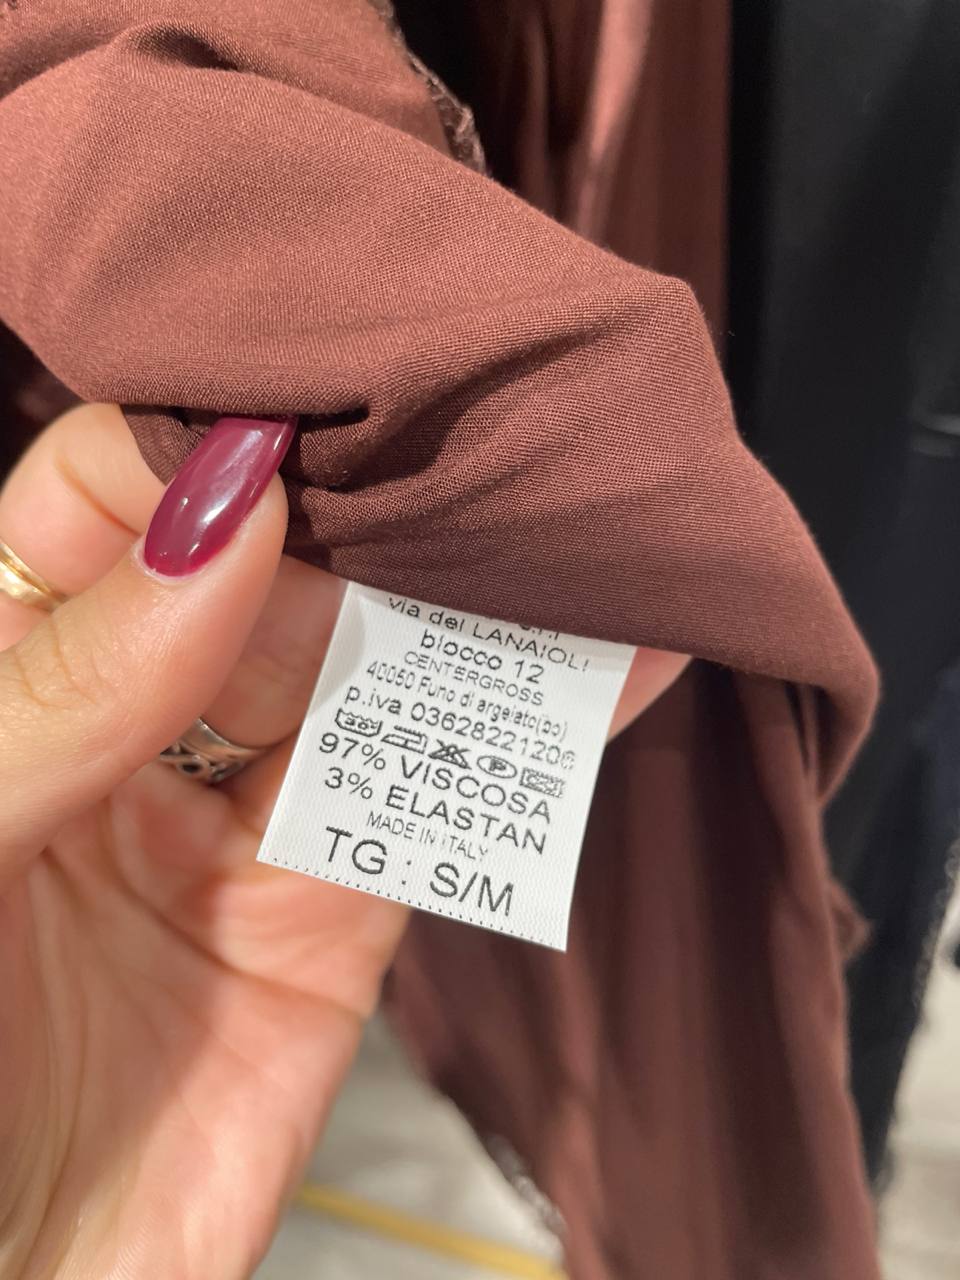 via dei LANAIOLI
blocco 12
CENTERGROSS
40050 Funo di argelato(bo)
p.iva 03628221206
97% VISCOSA
3% ELASTAN
MADE IN ITALY
TG : S/M